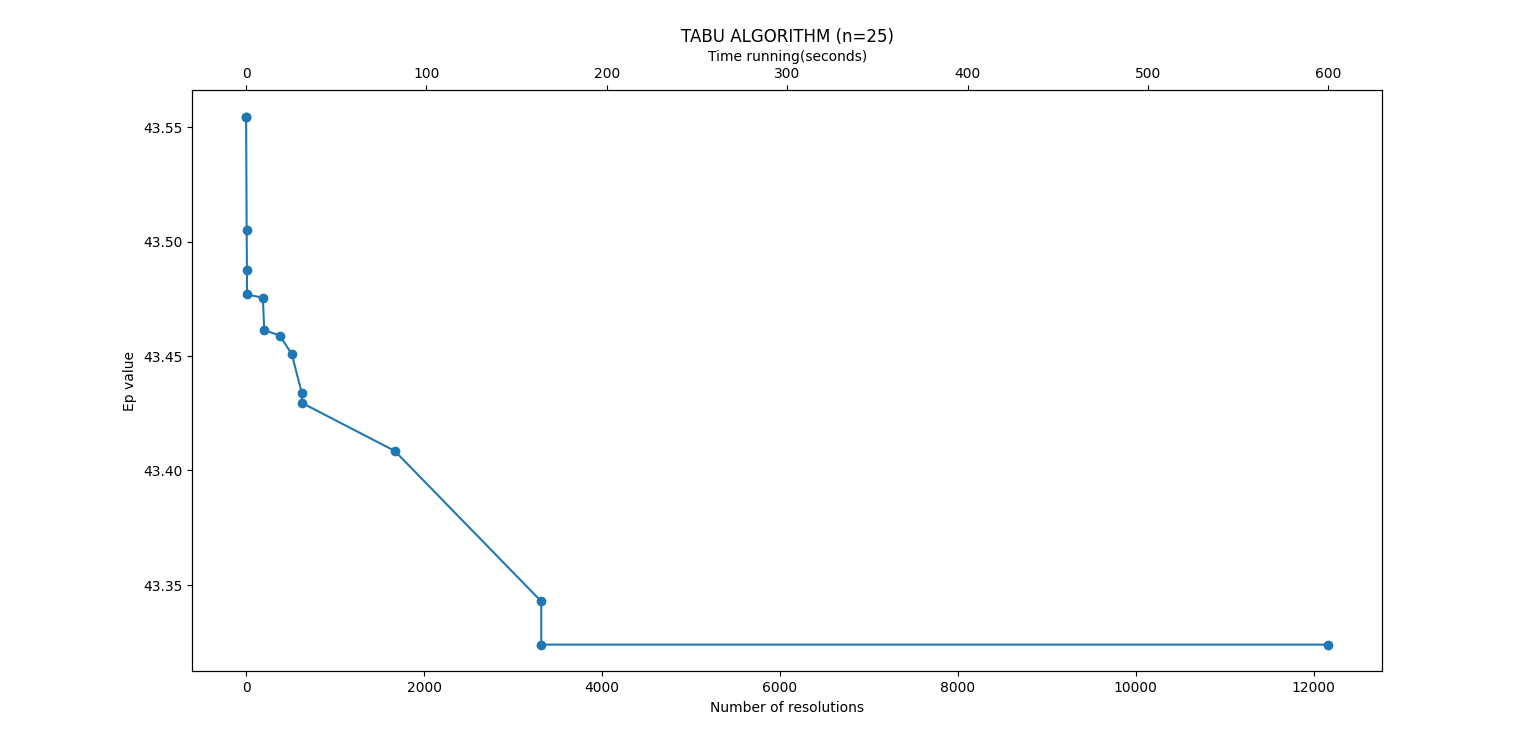 TABU ALGORITHM (n=25)
Time running(seconds)
0 100 200 300 400 500 600
43.55
43.50
43.45
43.40
43.35
Ep value
0 2000 4000 6000 8000 10000 12000
Number of resolutions